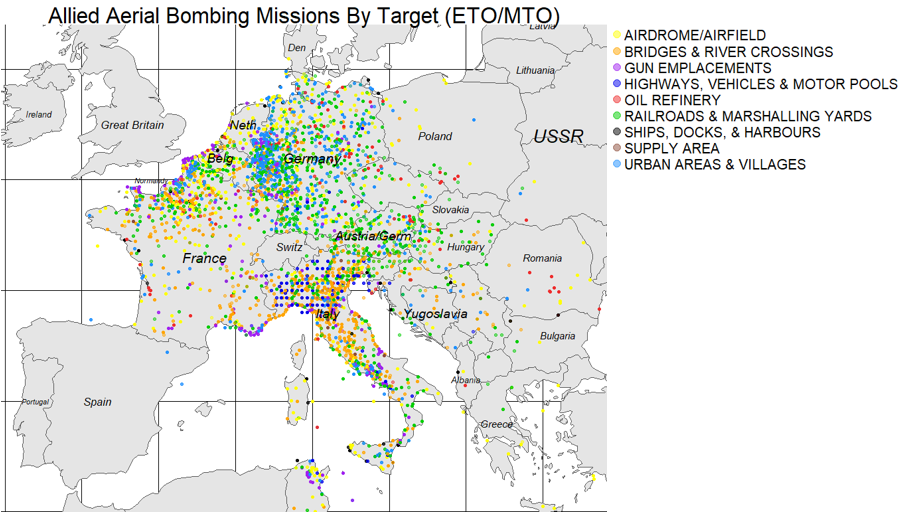 Allied Aerial Bombing Missions By Target (ETO/MTO)
AIRDROME/AIRFIELD
BRIDGES & RIVER CROSSINGS
GUN EMPLACEMENTS
HIGHWAYS, VEHICLES & MOTOR POOLS
OIL REFINERY
RAILROADS & MARSHALLING YARDS
SHIPS, DOCKS, & HARBOURS
SUPPLY AREA
URBAN AREAS & VILLAGES
Latvia
Den
Lithuania
Ireland
Great Britain
Neth
Poland
USSR
Belg
Germany
Normandy
Slovakia
Austria/Germ
Switz
Hungary
France
Romania
Italy
Yugoslavia
Bulgaria
Albania
Portugal
Spain
Greece